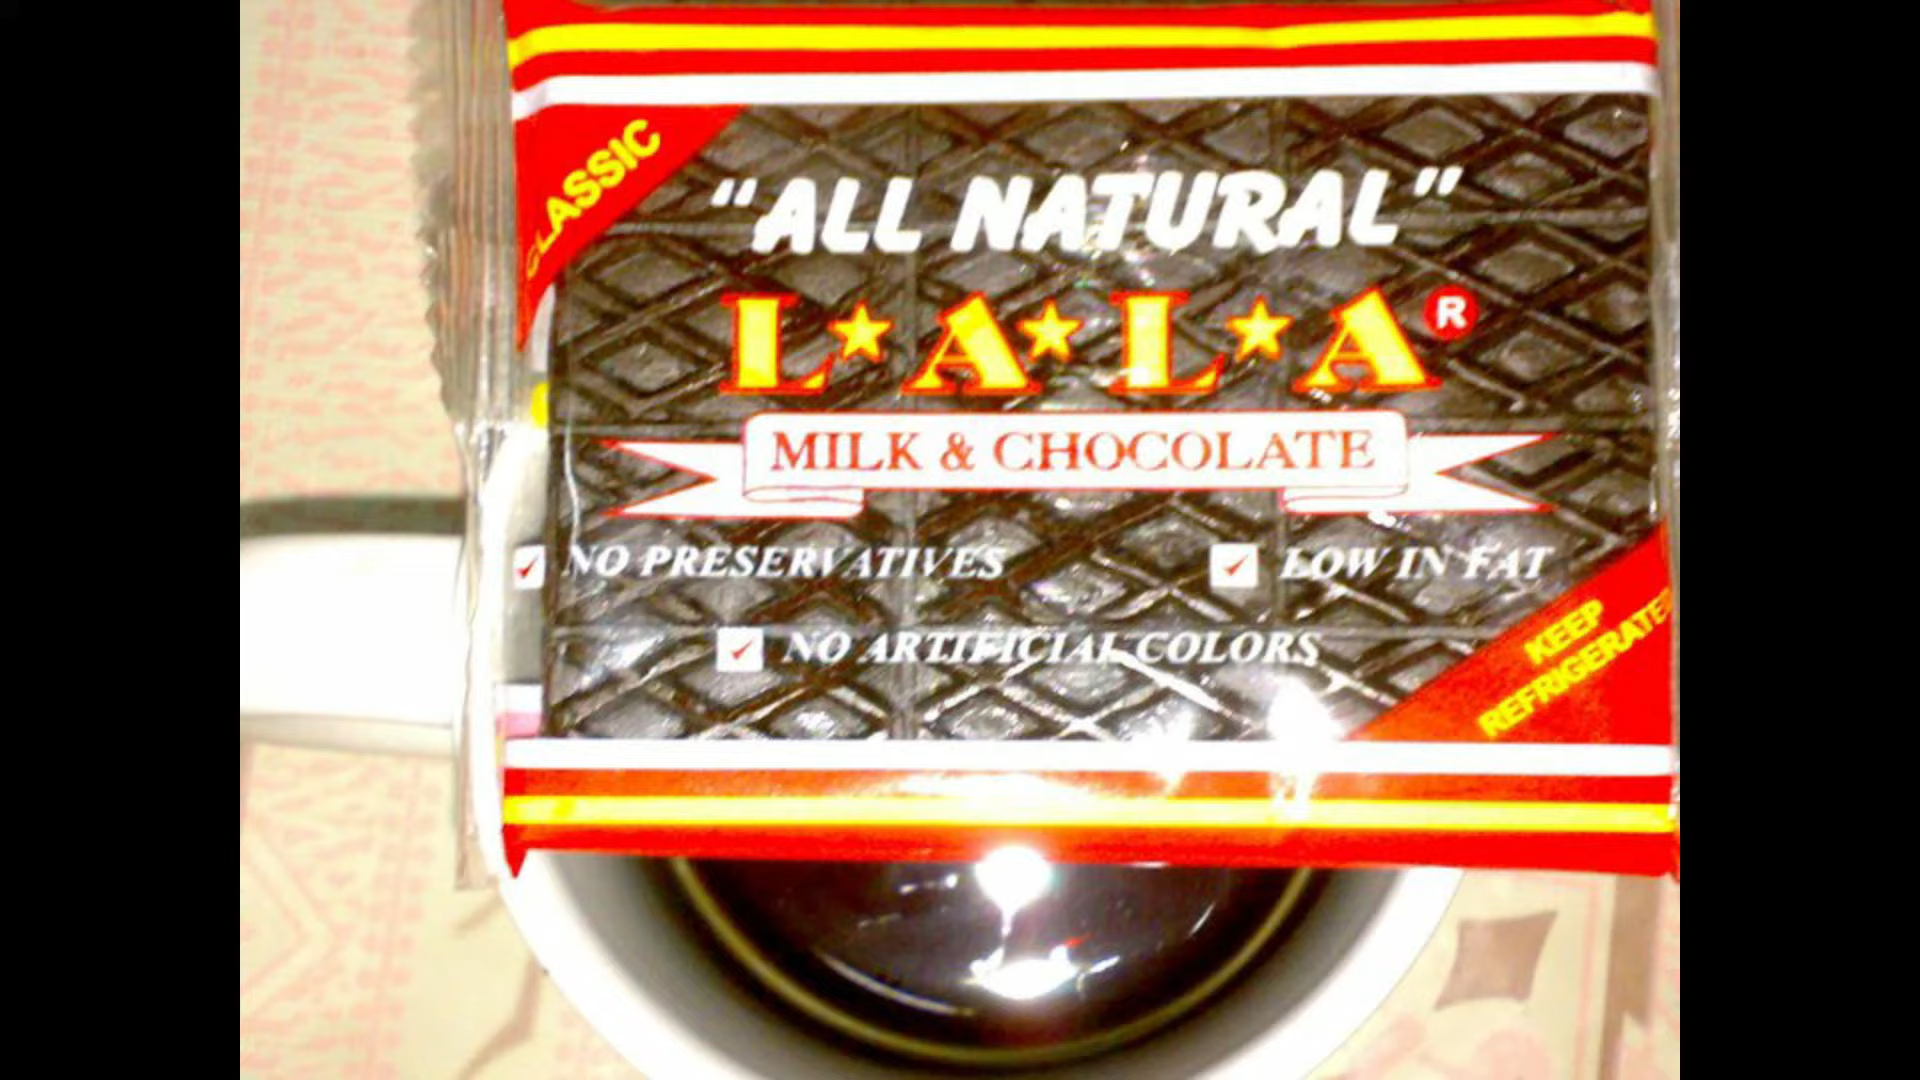 CLASSIC
"ALL NATURAL"
L★A★L★A®
MILK & CHOCOLATE
NO PRESERVATIVES
LOW IN FAT
NO ARTIFICIAL COLORS
KEEP
REFRIGERATED